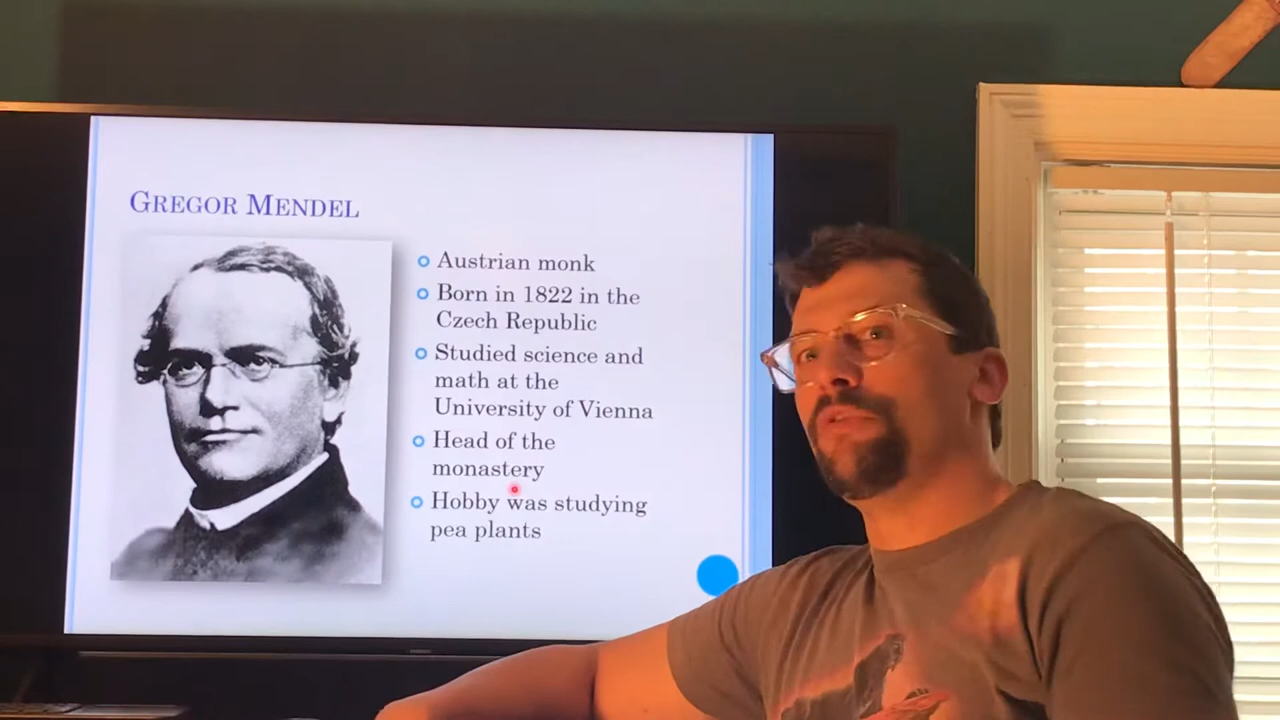 GREGOR MENDEL
Austrian monk
Born in 1822 in the
Czech Republic
Studied science and
math at the
University of Vienna
Head of the
monastery
Hobby was studying
pea plants